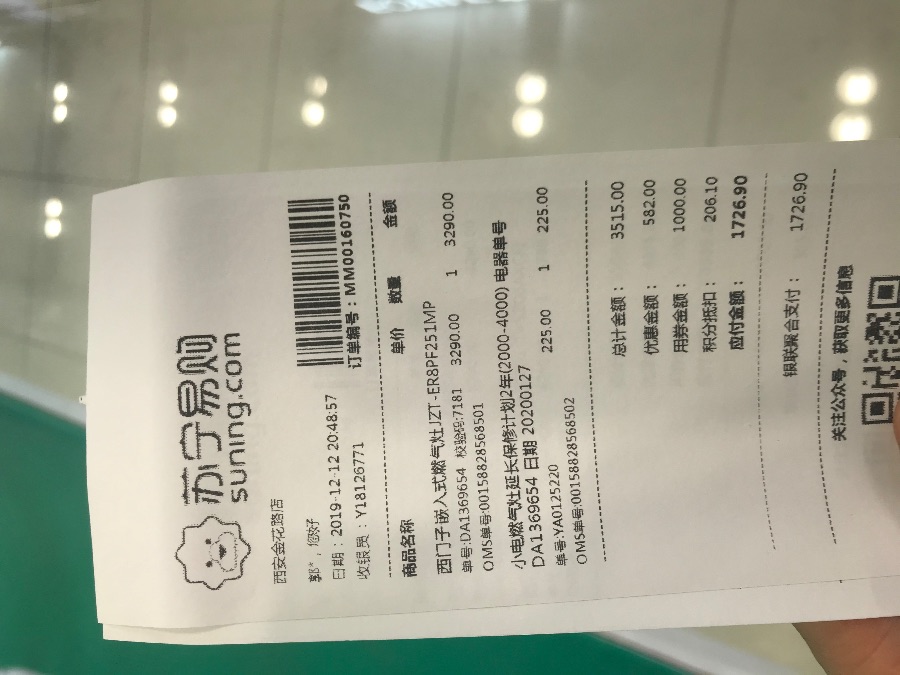 苏宁易购
suning.com
西安金花路店
郭*，您好
日期：2019-12-12 20:48:57
收银员：Y18126771
订单编号：MM00160750
商品名称 单价 数量 金额
西门子嵌入式燃气灶JZT-ER8PF251MP
单号:DA1369654 校验码:7181 3290.00 1 3290.00
OMS单号:00158828568501
小电燃气灶延长保修计划2年(2000-4000) 电器单号
DA1369654 日期 20200127
单号:YA0125220 225.00 1 225.00
OMS单号:00158828568502
总计金额： 3515.00
优惠金额： 582.00
用券金额： 1000.00
积分抵扣： 206.10
应付金额： 1726.90
银联聚合支付： 1726.90
关注公众号，获取更多信息